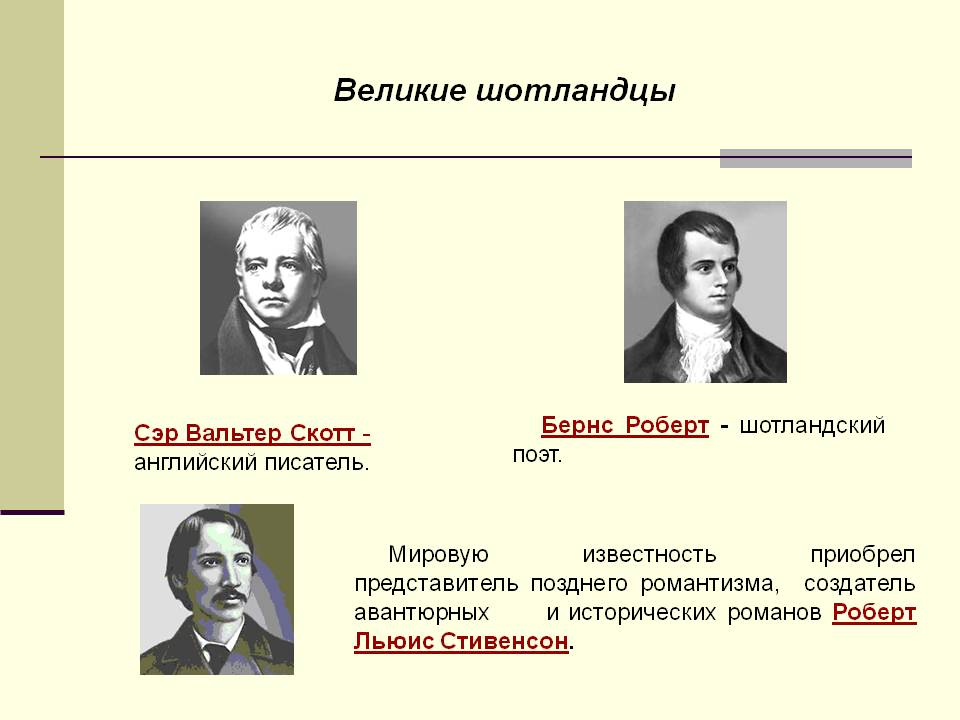 Великие шотландцы
Сэр Вальтер Скотт -
английский писатель.
Бернс Роберт - шотландский
поэт.
Мировую известность приобрел
представитель позднего романтизма, создатель
авантюрных и исторических романов Роберт
Льюис Стивенсон.